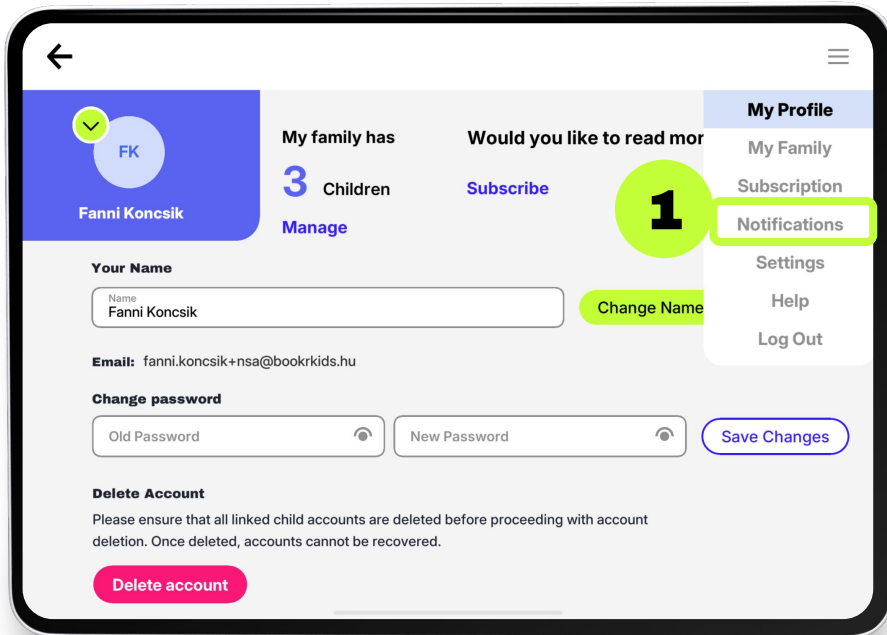 My Profile
My Family
Subscription
Notifications
Settings
Help
Log Out
FK
Fanni Koncsik
My family has
3 Children
Manage
Would you like to read mor
Subscribe
1
Your Name
Name
Fanni Koncsik
Change Name
Email: fanni.koncsik+nsa@bookrkids.hu
Change password
Old Password
New Password
Save Changes
Delete Account
Please ensure that all linked child accounts are deleted before proceeding with account
deletion. Once deleted, accounts cannot be recovered.
Delete account